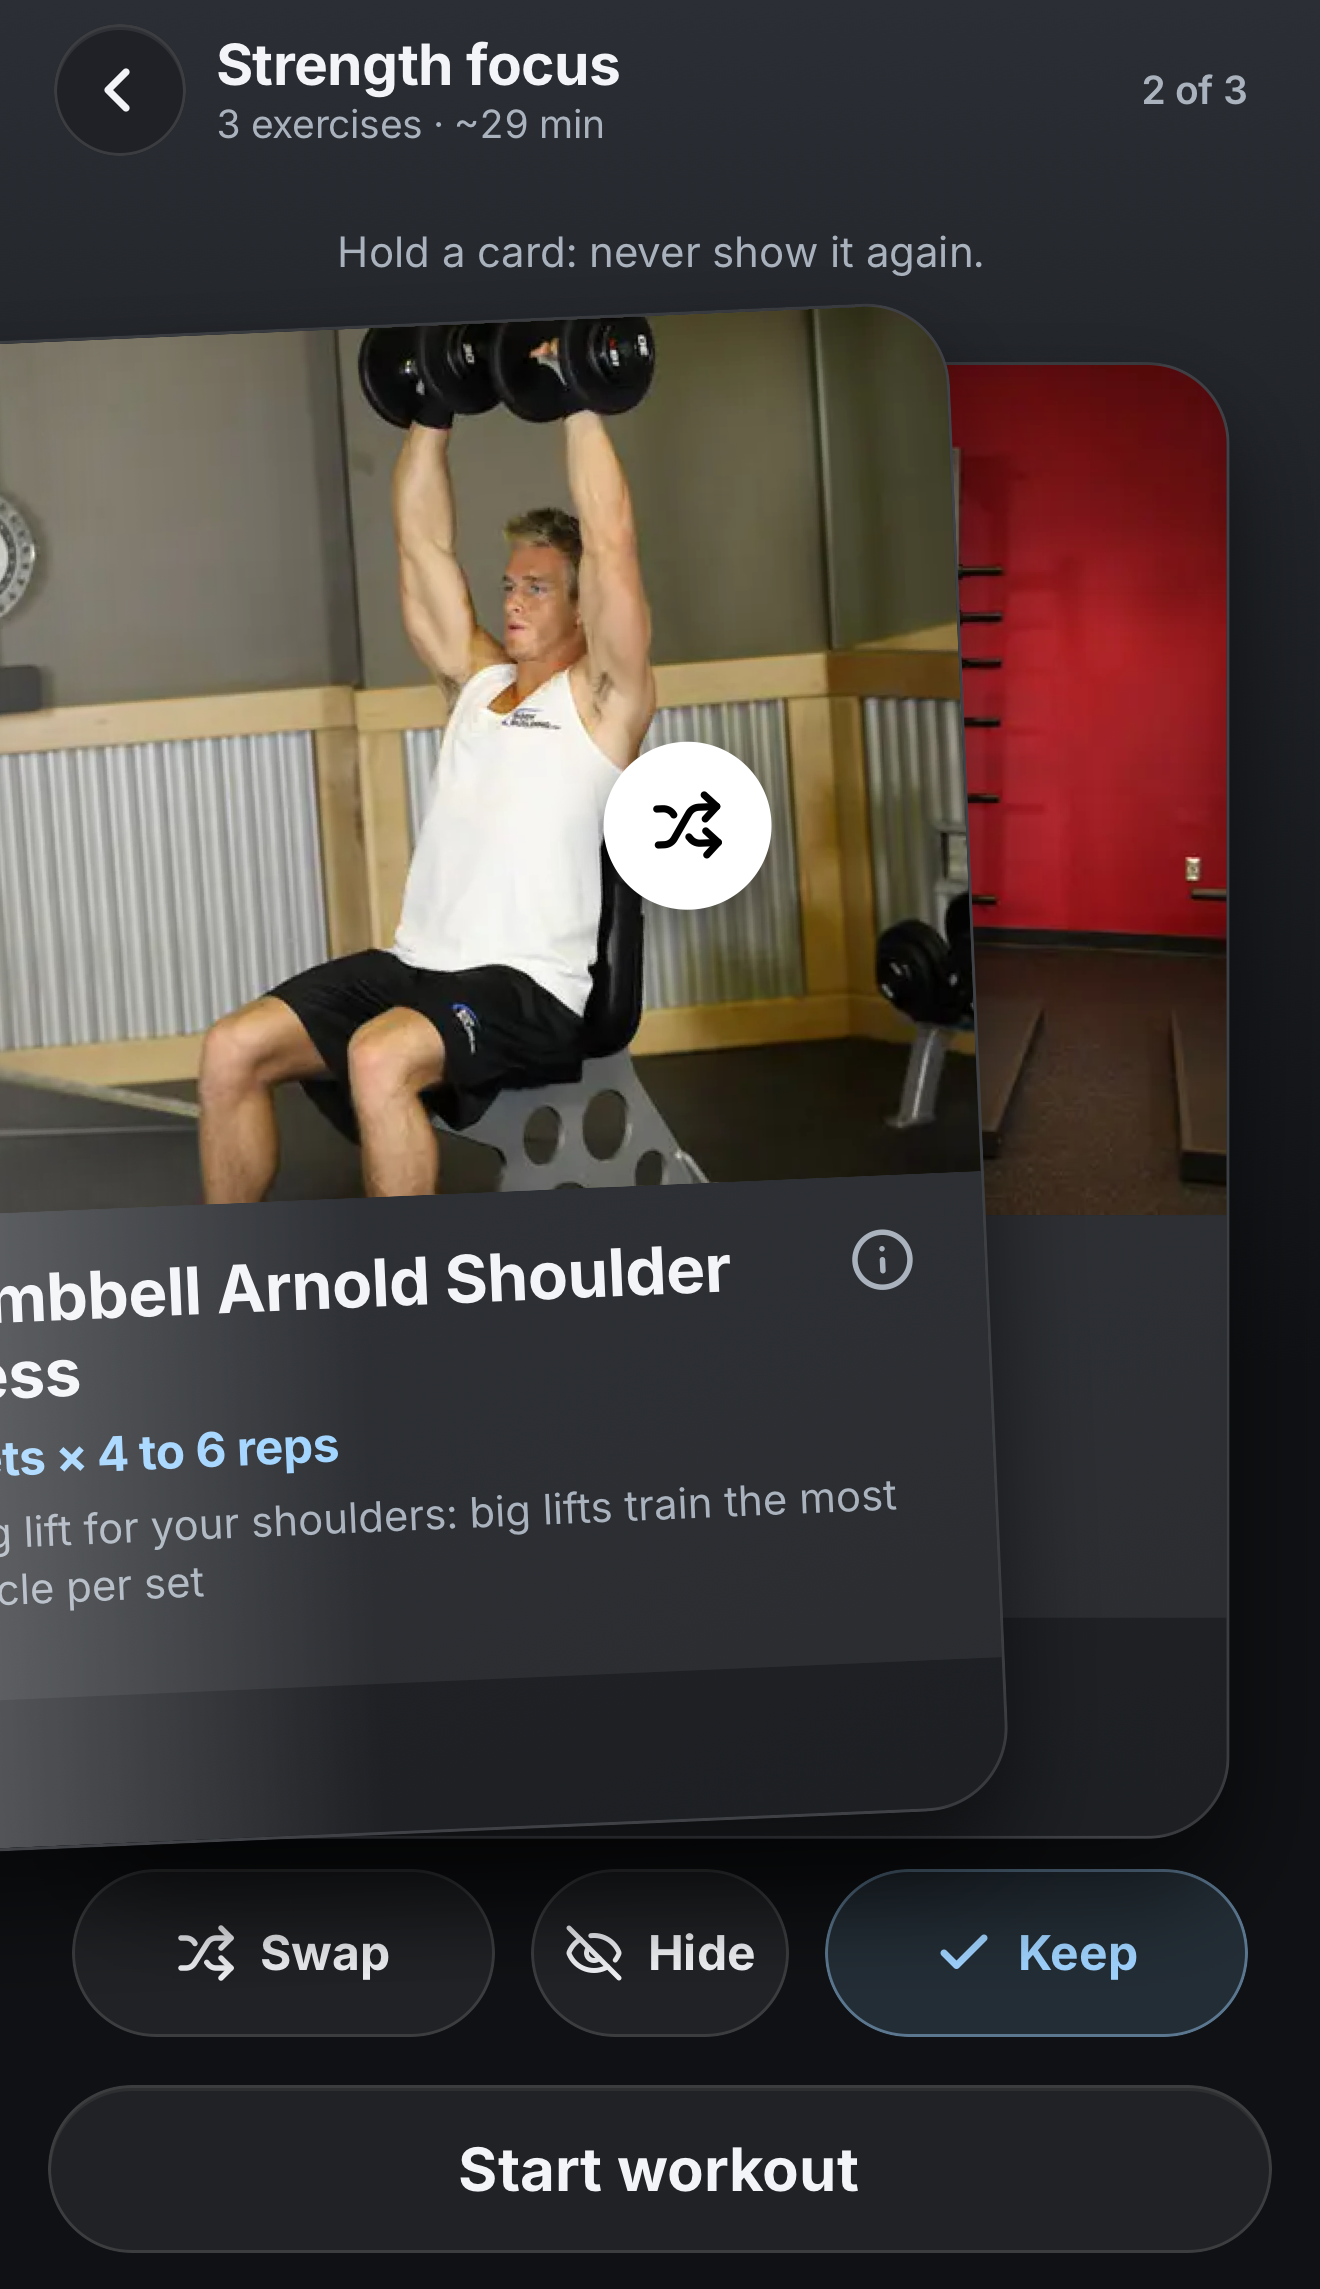 Strength focus
3 exercises · ~29 min
2 of 3
Hold a card: never show it again.
mbbell Arnold Shoulder
ess
ts × 4 to 6 reps
g lift for your shoulders: big lifts train the most
cle per set
Swap
Hide
Keep
Start workout